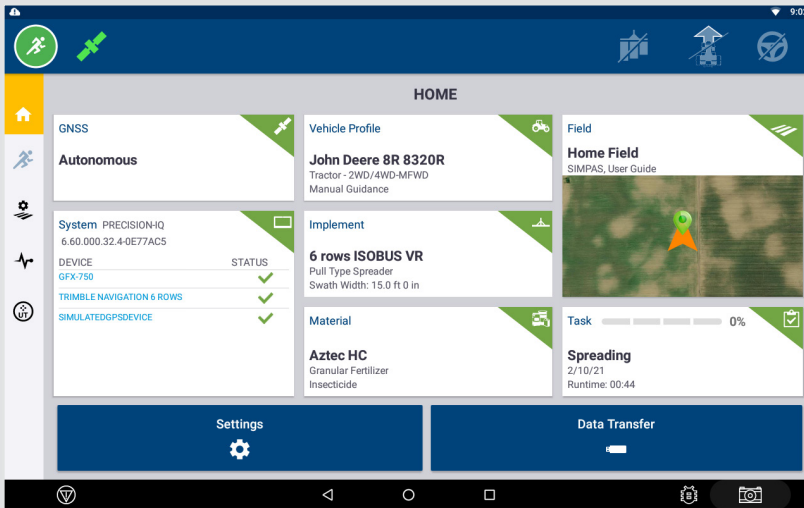 9:0
HOME
GNSS
Autonomous
Vehicle Profile
John Deere 8R 8320R
Tractor - 2WD/4WD-MFWD
Manual Guidance
Field
Home Field
SIMPAS, User Guide
System PRECISION-IQ
6.60.000.32.4-0E77AC5
DEVICE STATUS
GFX-750
TRIMBLE NAVIGATION 6 ROWS
SIMULATEDGPSDEVICE
Implement
6 rows ISOBUS VR
Pull Type Spreader
Swath Width: 15.0 ft 0 in
Material
Aztec HC
Granular Fertilizer
Insecticide
Task 0%
Spreading
2/10/21
Runtime: 00:44
UT
Settings
Data Transfer